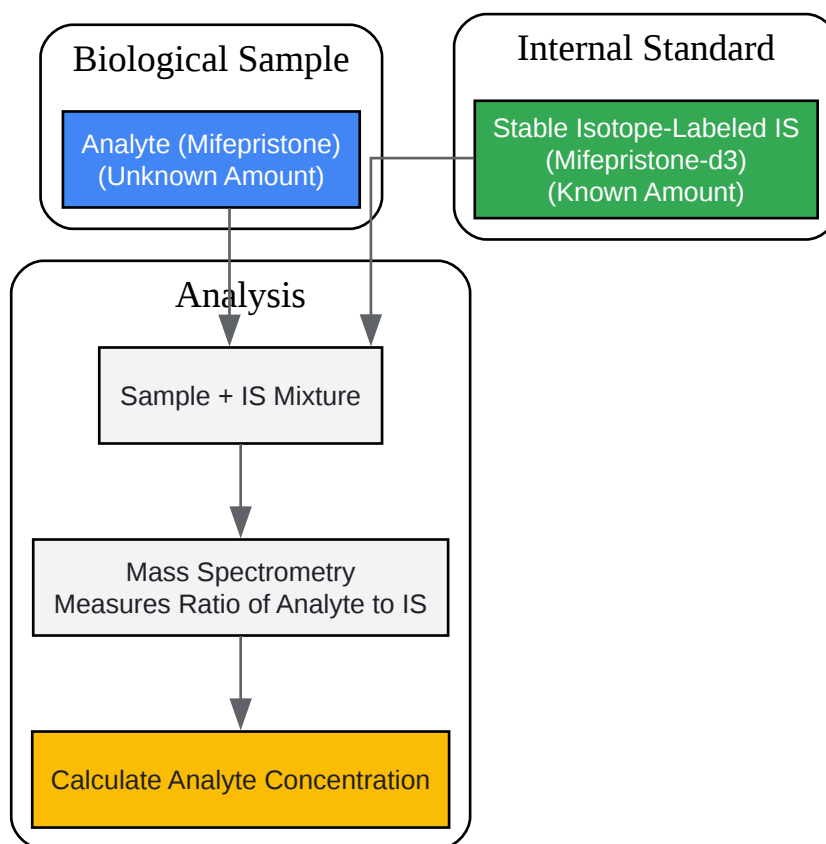 Biological Sample
Analyte (Mifepristone)
(Unknown Amount)
Internal Standard
Stable Isotope-Labeled IS
(Mifepristone-d3)
(Known Amount)
Analysis
Sample + IS Mixture
Mass Spectrometry
Measures Ratio of Analyte to IS
Calculate Analyte Concentration